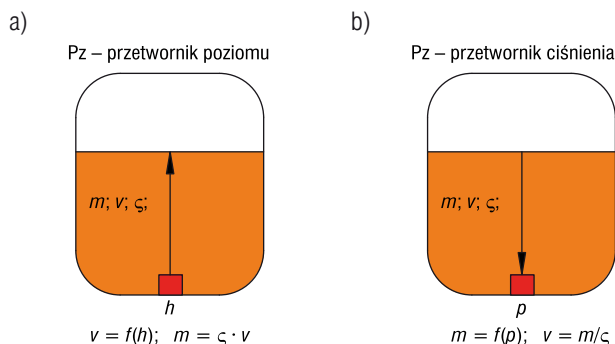 a)
Pz – przetwornik poziomu
m; v; ς;
h
v = f(h); m = ς · v
b)
Pz – przetwornik ciśnienia
m; v; ς;
p
m = f(p); v = m/ς